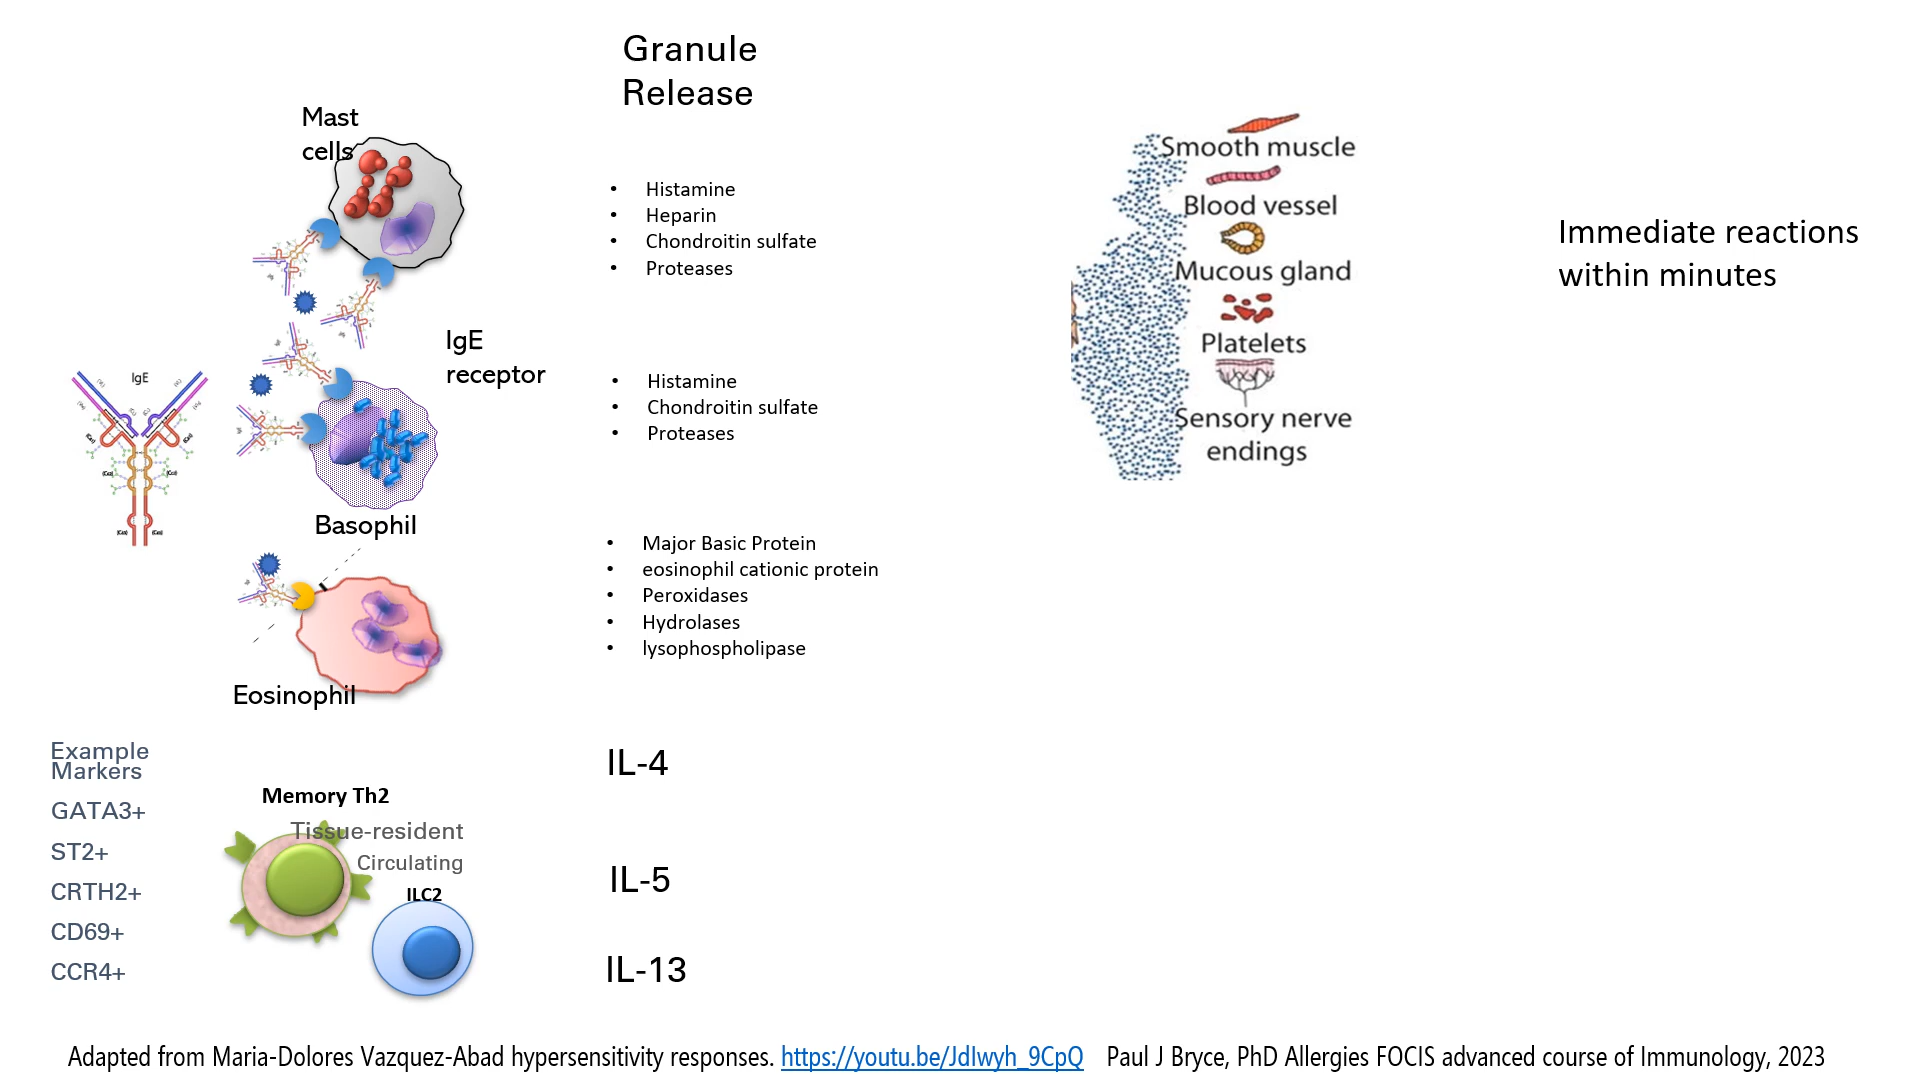 Granule
Release
Mast
cells
• Histamine
• Heparin
• Chondroitin sulfate
• Proteases
Smooth muscle
Blood vessel
Mucous gland
Platelets
Sensory nerve
endings
Immediate reactions
within minutes
IgE
receptor
IgE
• Histamine
• Chondroitin sulfate
• Proteases
Basophil
• Major Basic Protein
• eosinophil cationic protein
• Peroxidases
• Hydrolases
• lysophospholipase
Eosinophil
Example
Markers
GATA3+
ST2+
CRTH2+
CD69+
CCR4+
Memory Th2
Tissue-resident
Circulating
ILC2
IL-4
IL-5
IL-13
Adapted from Maria-Dolores Vazquez-Abad hypersensitivity responses. https://youtu.be/JdIwyh_9CpQ Paul J Bryce, PhD Allergies FOCIS advanced course of Immunology, 2023